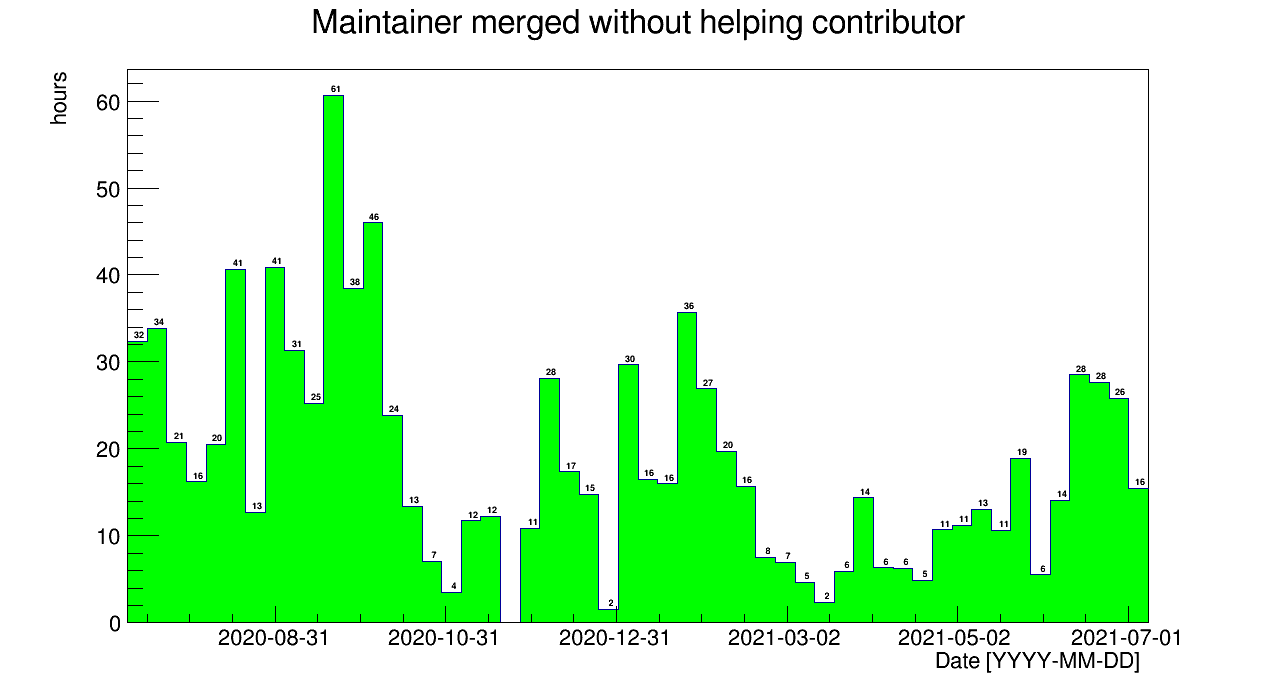 Maintainer merged without helping contributor
hours
60
50
40
30
20
10
0
32 34 21 16 20 41 13 41 31 25 61 38 46 24 13 7 4 12 12 11 28 17 15 2 30 16 16 36 27 20 16 8 7 5 2 6 14 6 6 5 11 11 13 11 19 6 14 28 28 26 16
2020-08-31 2020-10-31 2020-12-31 2021-03-02 2021-05-02 2021-07-01
Date [YYYY-MM-DD]